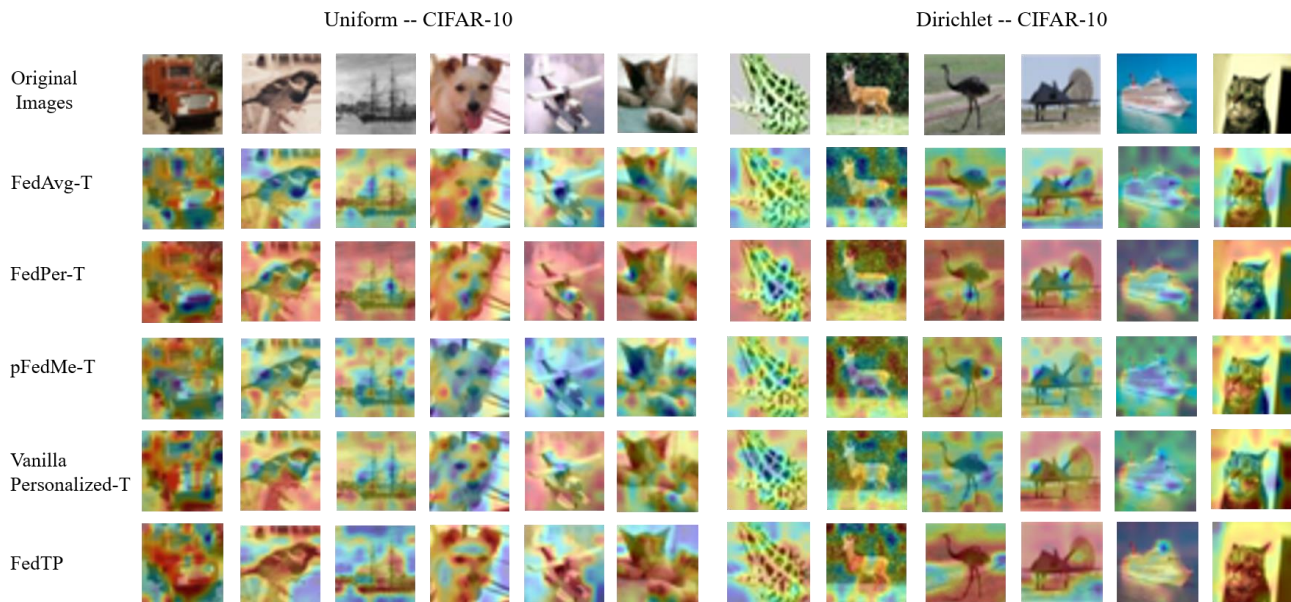 Uniform -- CIFAR-10
Dirichlet -- CIFAR-10
Original
Images
FedAvg-T
FedPer-T
pFedMe-T
Vanilla
Personalized-T
FedTP